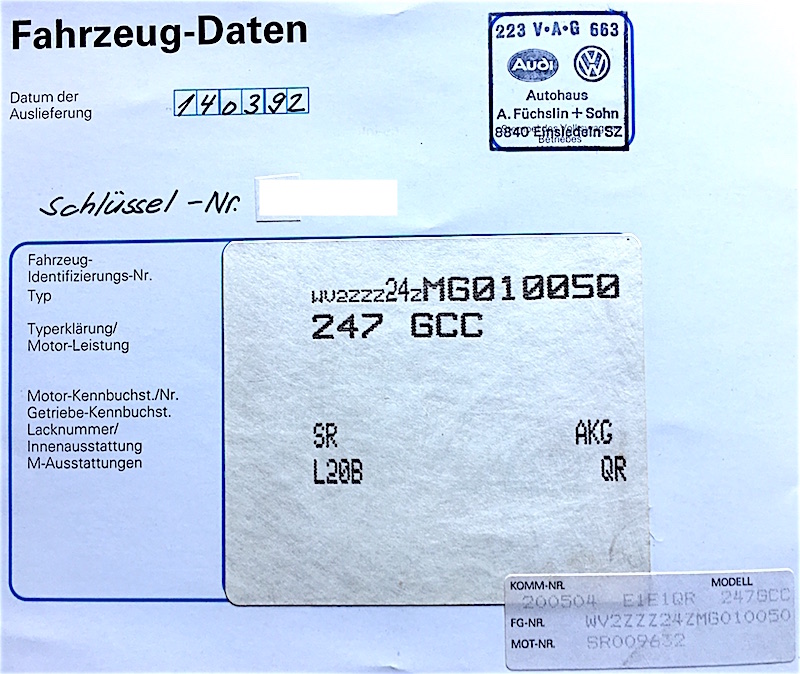 Fahrzeug-Daten
223 V•A•G 663
Audi VW
Datum der
Auslieferung
140392
Autohaus
A. Füchslin + Sohn
8840 Einsiedeln SZ
Betriebes
Schlüssel-Nr.
Fahrzeug-
Identifizierungs-Nr.
WV2ZZZ24ZMG010050
Typ
247 GCC
Typerklärung/
Motor-Leistung
Motor-Kennbuchst./Nr.
Getriebe-Kennbuchst.
SR AKG
Lacknummer/
Innenausstattung
L20B QR
M-Ausstattungen
KOMM-NR. MODELL
200504 E1E1QR 247GCC
FG-NR. WV2ZZZ24ZMG010050
MOT-NR. SR009632